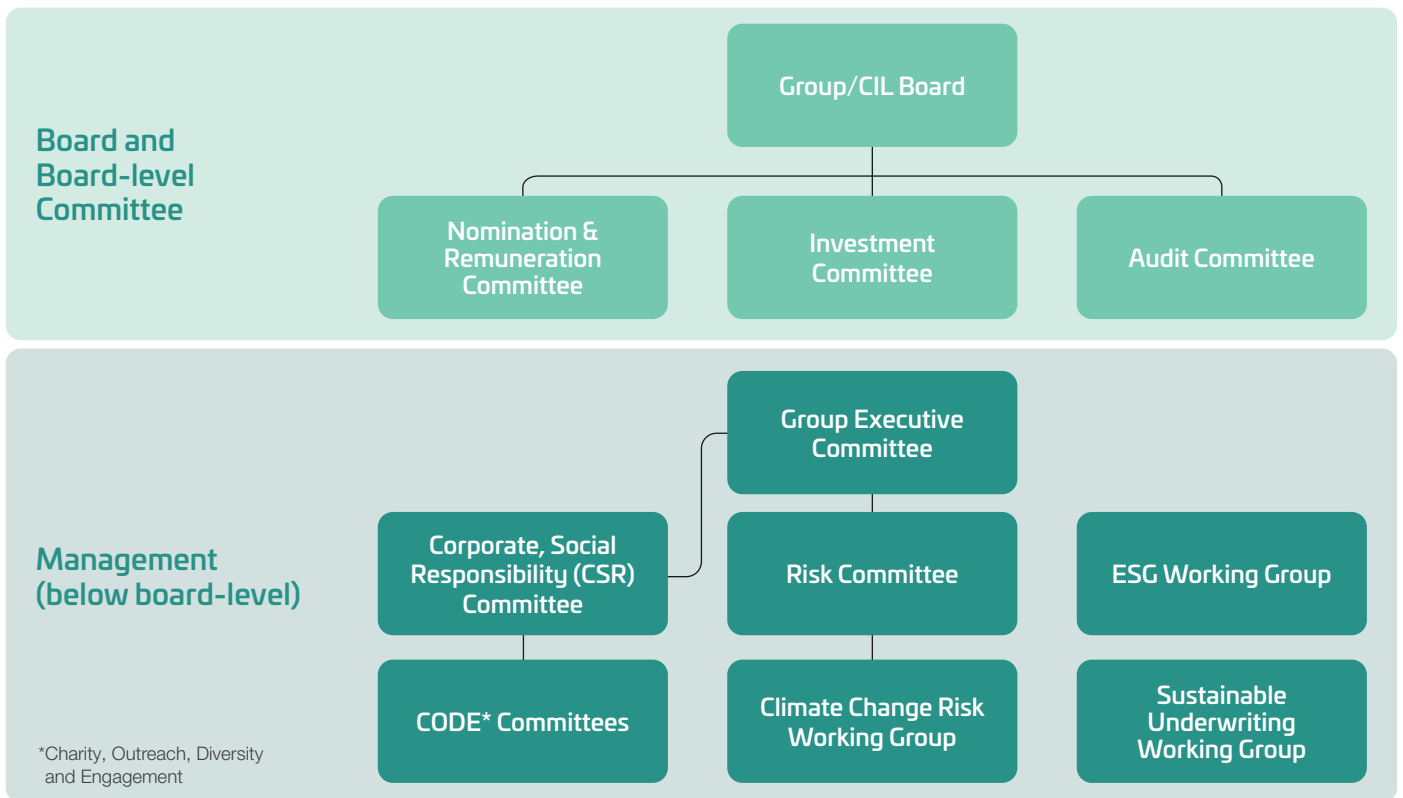 Board and
Board-level
Committee
Group/CIL Board
Nomination &
Remuneration
Committee
Investment
Committee
Audit Committee
Management
(below board-level)
Group Executive
Committee
Corporate, Social
Responsibility (CSR)
Committee
Risk Committee
ESG Working Group
CODE* Committees
Climate Change Risk
Working Group
Sustainable
Underwriting
Working Group
*Charity, Outreach, Diversity
and Engagement